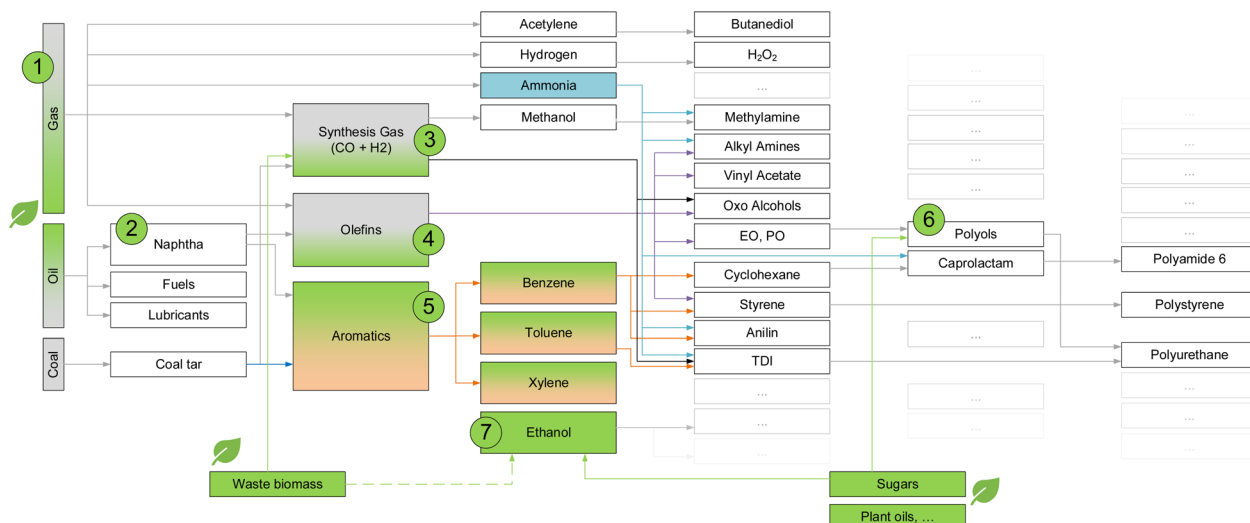 1
Gas
Oil
Coal
2
Naphtha
Fuels
Lubricants
Coal tar
Synthesis Gas
(CO + H2)
3
Olefins
4
Aromatics
5
Acetylene
Hydrogen
Ammonia
Methanol
Benzene
Toluene
Xylene
7
Ethanol
Waste biomass
Butanediol
H₂O₂
...
Methylamine
Alkyl Amines
Vinyl Acetate
Oxo Alcohols
EO, PO
Cyclohexane
Styrene
Anilin
TDI
...
...
...
Sugars
Plant oils, ...
...
...
...
...
...
6
Polyols
Caprolactam
...
...
...
...
...
...
...
...
Polyamide 6
Polystyrene
Polyurethane
...
...
...